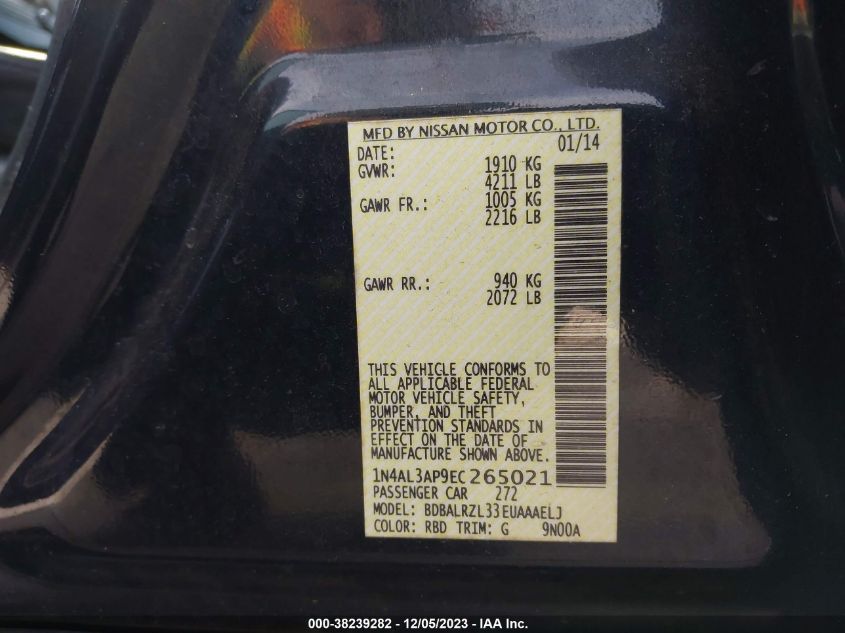 MFD BY NISSAN MOTOR CO., LTD.
DATE: 01/14
GVWR: 1910 KG
4211 LB
GAWR FR.: 1005 KG
2216 LB
GAWR RR.: 940 KG
2072 LB
THIS VEHICLE CONFORMS TO
ALL APPLICABLE FEDERAL
MOTOR VEHICLE SAFETY,
BUMPER, AND THEFT
PREVENTION STANDARDS IN
EFFECT ON THE DATE OF
MANUFACTURE SHOWN ABOVE.
1N4AL3AP9EC265021
PASSENGER CAR 272
MODEL: BDBALRZL33EUAAAELJ
COLOR: RBD TRIM: G 9N00A
000-38239282 - 12/05/2023 - IAA Inc.